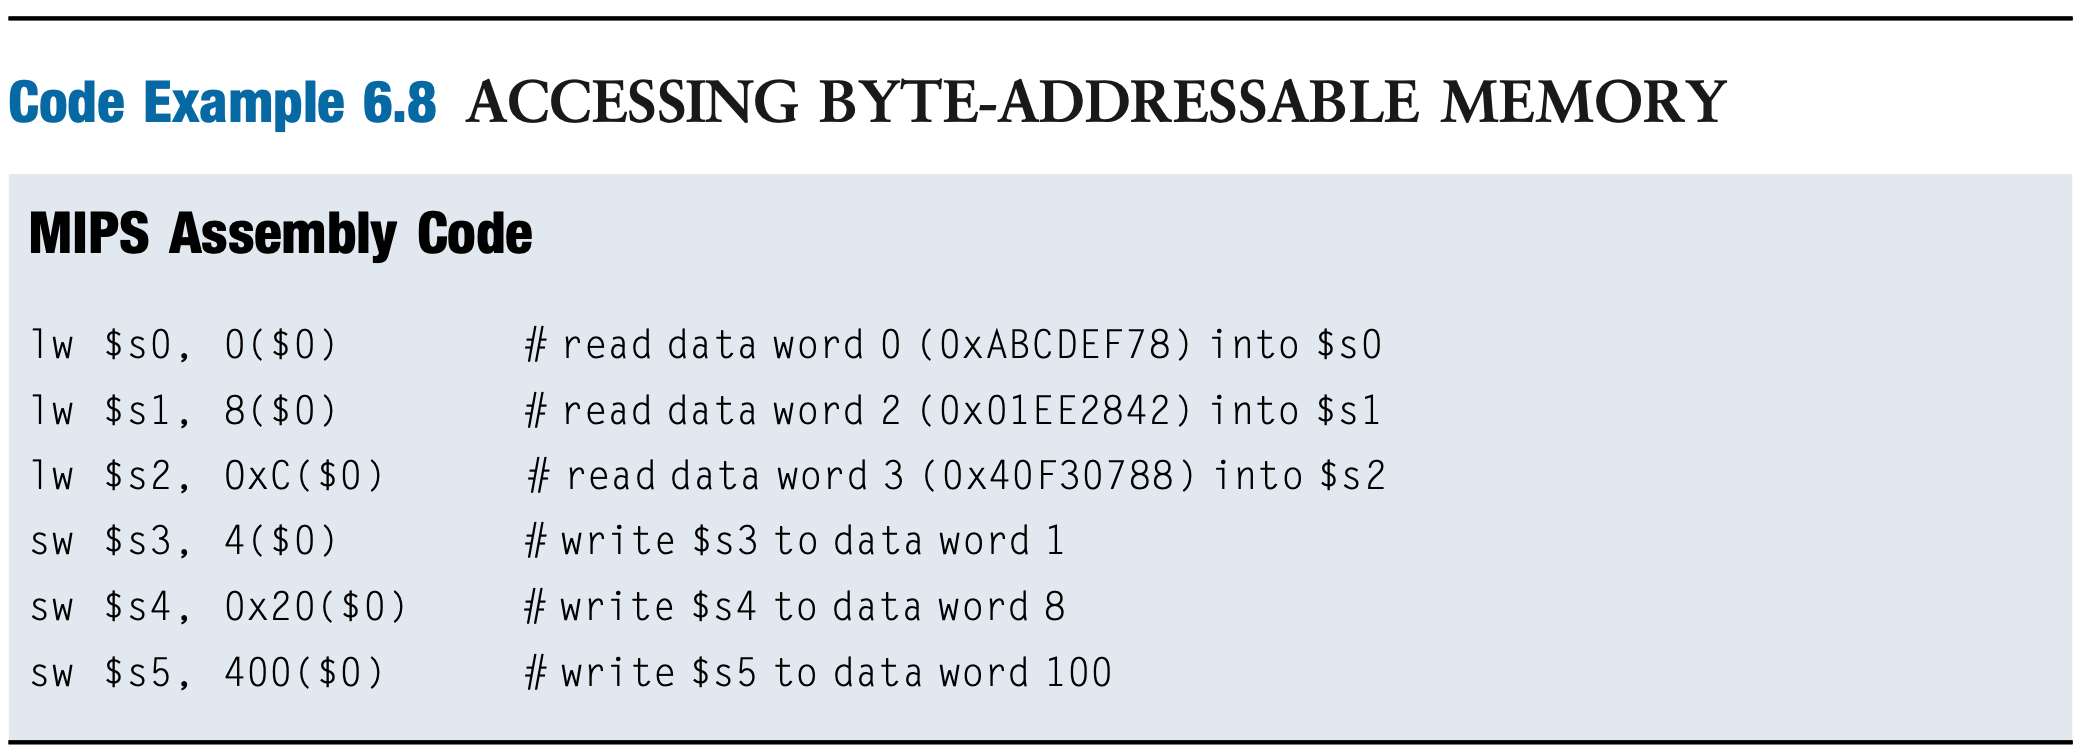 Code Example 6.8 ACCESSING BYTE-ADDRESSABLE MEMORY
MIPS Assembly Code
lw $s0, 0($0) # read data word 0 (0xABCDEF78) into $s0
lw $s1, 8($0) # read data word 2 (0x01EE2842) into $s1
lw $s2, 0xC($0) # read data word 3 (0x40F30788) into $s2
sw $s3, 4($0) # write $s3 to data word 1
sw $s4, 0x20($0) # write $s4 to data word 8
sw $s5, 400($0) # write $s5 to data word 100